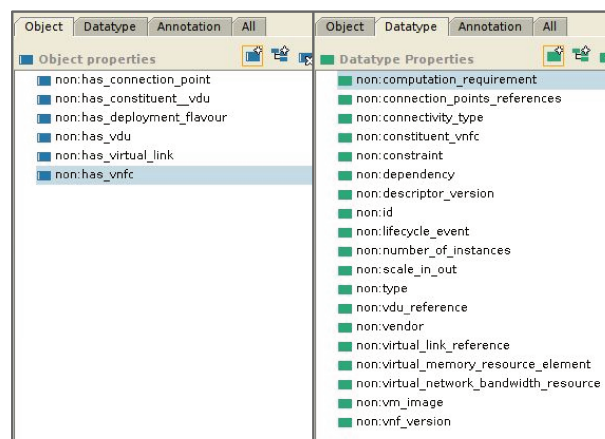 Object Datatype Annotation All
Object properties
non:has_connection_point
non:has_constituent__vdu
non:has_deployment_flavour
non:has_vdu
non:has_virtual_link
non:has_vnfc
Object Datatype Annotation All
Datatype Properties
non:computation_requirement
non:connection_points_references
non:connectivity_type
non:constituent_vnfc
non:constraint
non:dependency
non:descriptor_version
non:id
non:lifecycle_event
non:number_of_instances
non:scale_in_out
non:type
non:vdu_reference
non:vendor
non:virtual_link_reference
non:virtual_memory_resource_element
non:virtual_network_bandwidth_resource
non:vm_image
non:vnf_version